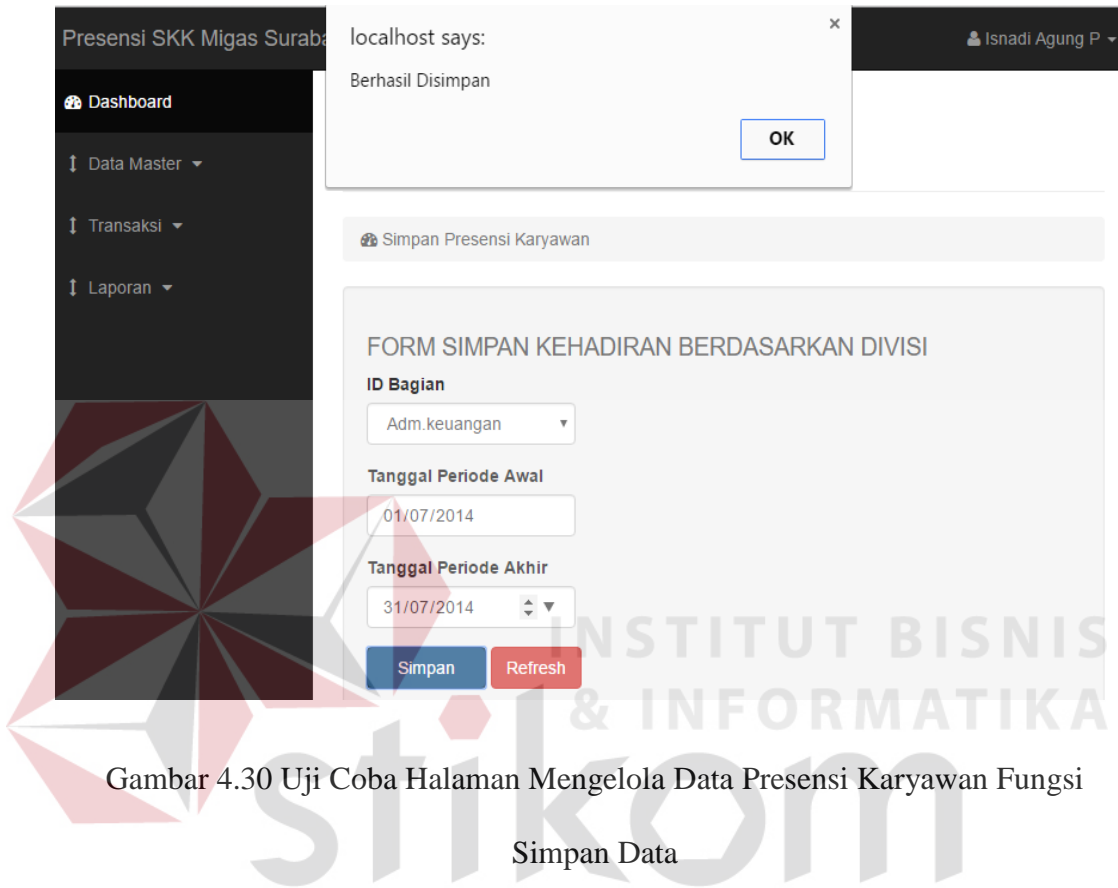 Presensi SKK Migas Suraba
localhost says:
×
Isnadi Agung P
Berhasil Disimpan
OK
Dashboard
Data Master
Transaksi
Laporan
Simpan Presensi Karyawan
FORM SIMPAN KEHADIRAN BERDASARKAN DIVISI
ID Bagian
Adm.keuangan
Tanggal Periode Awal
01/07/2014
Tanggal Periode Akhir
31/07/2014
Simpan Refresh
INSTITUT BISNIS
& INFORMATIKA
stikom
Gambar 4.30 Uji Coba Halaman Mengelola Data Presensi Karyawan Fungsi
Simpan Data